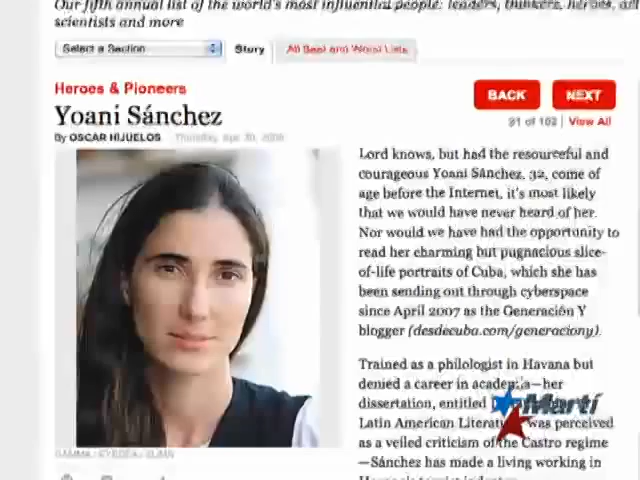 Our fifth annual list of the world's most influential people: leaders, thinkers, heroes, arti
scientists and more
Select a Section
Story
All Best and Worst Lists
Heroes & Pioneers
BACK
NEXT
Yoani Sánchez
By OSCAR HIJUELOS
Thursday, Apr 30, 2008
91 of 102 | View All
Lord knows, but had the resourceful and
courageous Yoani Sánchez, 32, come of
age before the Internet, it's most likely
that we would have never heard of her.
Nor would we have had the opportunity to
read her charming but pugnacious slice-
of-life portraits of Cuba, which she has
been sending out through cyberspace
since April 2007 as the Generación Y
blogger (desdecuba.com/generaciony).
Trained as a philologist in Havana but
denied a career in academia—her
dissertation, entitled
Latin American Literature was perceived
as a veiled criticism of the Castro regime
—Sánchez has made a living working in
Martí